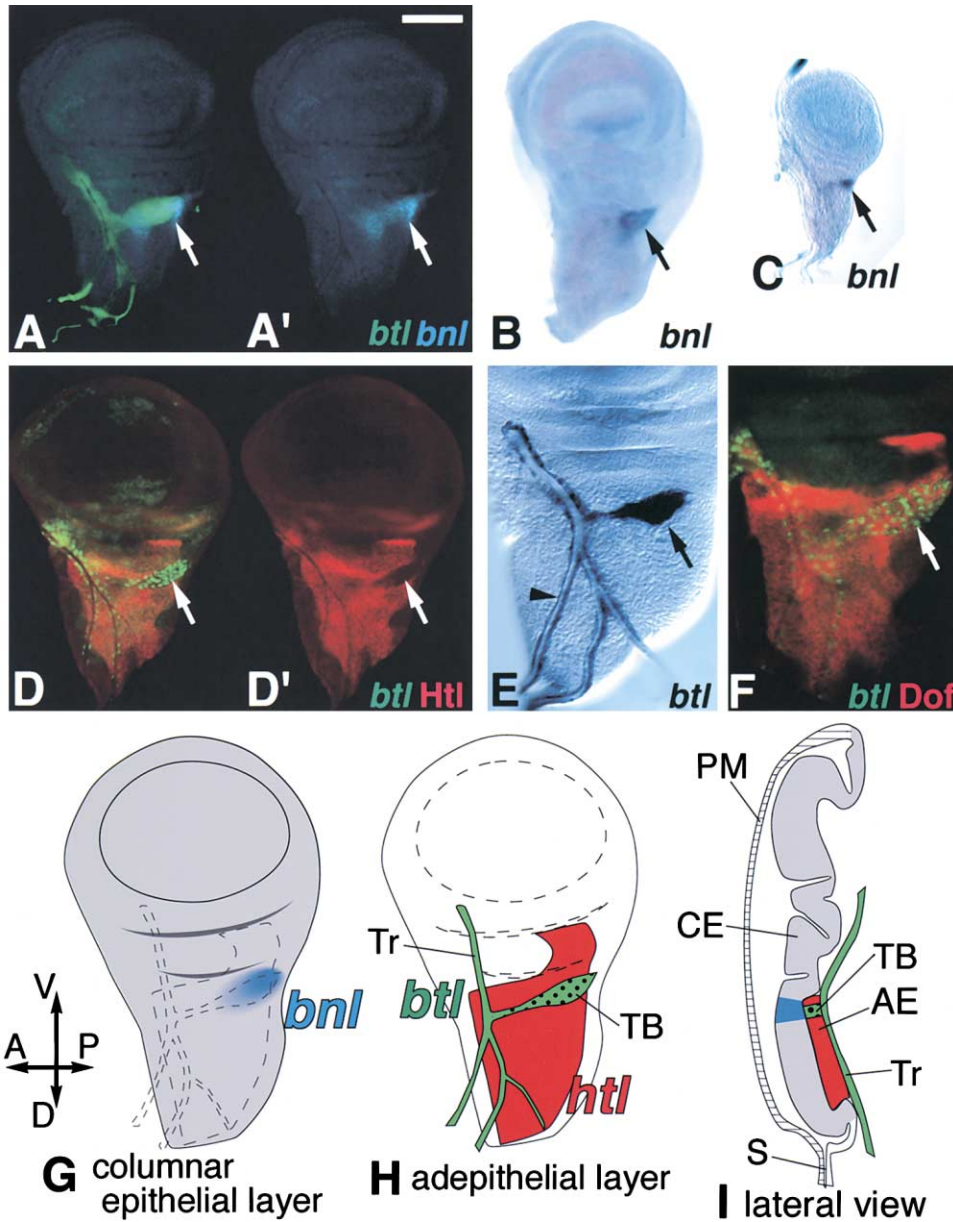 A
A'
btl bnl
B
bnl
C
bnl
D
D'
btl Htl
E
btl
F
btl Dof
V
A P
D
bnl
G columnar
epithelial layer
Tr
btl
TB
htl
H adepithelial layer
PM
CE
TB
AE
Tr
S
I lateral view